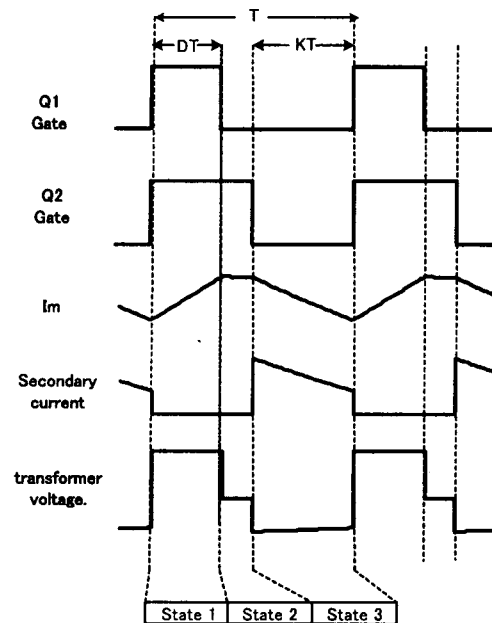 T
DT
KT
Q1
Gate
Q2
Gate
Im
Secondary
current
transformer
voltage.
State 1
State 2
State 3